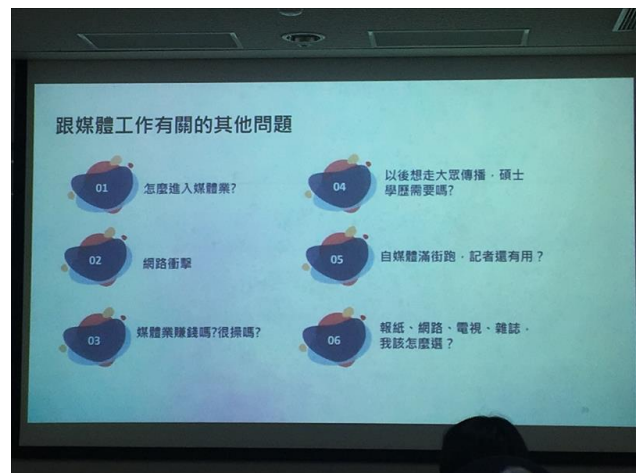 跟媒體工作有關的其他問題
01
怎麼進入媒體業?
02
網路衝擊
03
媒體業賺錢嗎?很操嗎?
04
以後想走大眾傳播，碩士
學歷需要嗎?
05
自媒體滿街跑，記者還有用？
06
報紙、網路、電視、雜誌，
我該怎麼選？